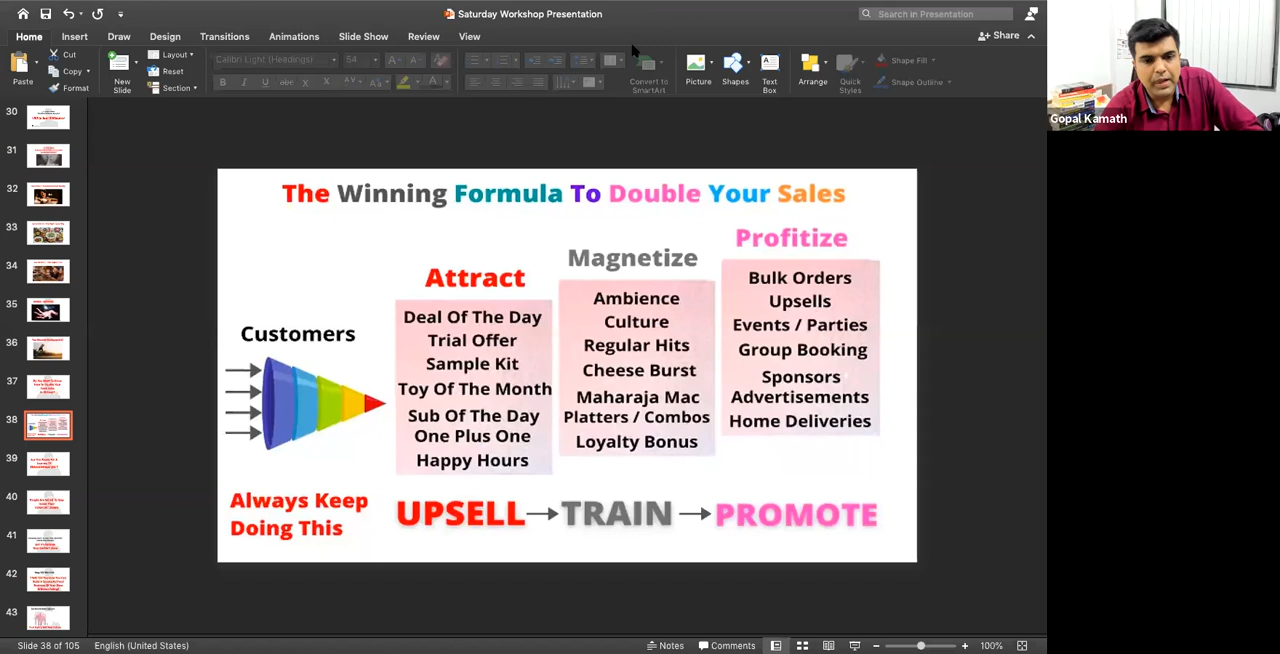 Saturday Workshop Presentation
Search in Presentation
Home Insert Draw Design Transitions Animations Slide Show Review View
Share
Paste
Cut
Copy
Format
New Slide
Layout
Reset
Section
Calibri Light (Headings)
54
Convert to SmartArt
Picture
Shapes
Text Box
Arrange
Quick Styles
Shape Fill
Shape Outline
Gopal Kamath
30
31
32
33
34
35
36
37
38
39
40
41
42
43
The Winning Formula To Double Your Sales
Customers
Attract
Deal Of The Day
Trial Offer
Sample Kit
Toy Of The Month
Sub Of The Day
One Plus One
Happy Hours
Magnetize
Ambience
Culture
Regular Hits
Cheese Burst
Maharaja Mac
Platters / Combos
Loyalty Bonus
Profitize
Bulk Orders
Upsells
Events / Parties
Group Booking
Sponsors
Advertisements
Home Deliveries
Always Keep
Doing This
UPSELL TRAIN PROMOTE
Slide 38 of 105
English (United States)
Notes
Comments
100%